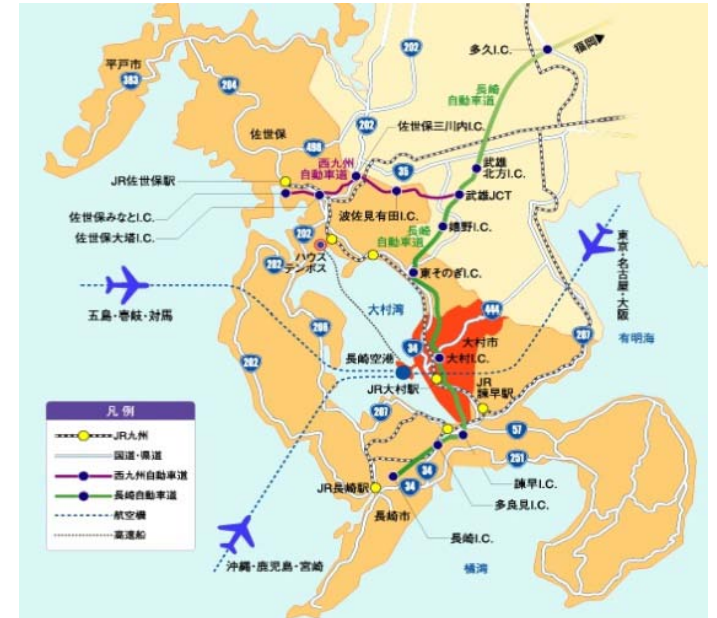 平戸市
383
204
202
多久I.C.
福岡
長崎
自動車道
佐世保
498
202
佐世保三川内I.C.
西九州
自動車道
35
武雄
北方I.C.
JR佐世保駅
武雄JCT
佐世保みなとI.C.
波佐見有田I.C.
佐世保大塔I.C.
長崎
自動車道
嬉野I.C.
202
ハウス
テンボス
202
東そのぎI.C.
東京・名古屋・大阪
五島・壱岐・対馬
大村湾
444
206
207
有明海
34
大村市
大村I.C.
202
長崎空港
JR大村駅
JR
諫早駅
207
凡例
JR九州
国道・県道
西九州自動車道
長崎自動車道
航空機
高速船
57
251
34
34
諫早I.C.
JR長崎駅
多良見I.C.
長崎市
長崎I.C.
沖縄・鹿児島・宮崎
橘湾